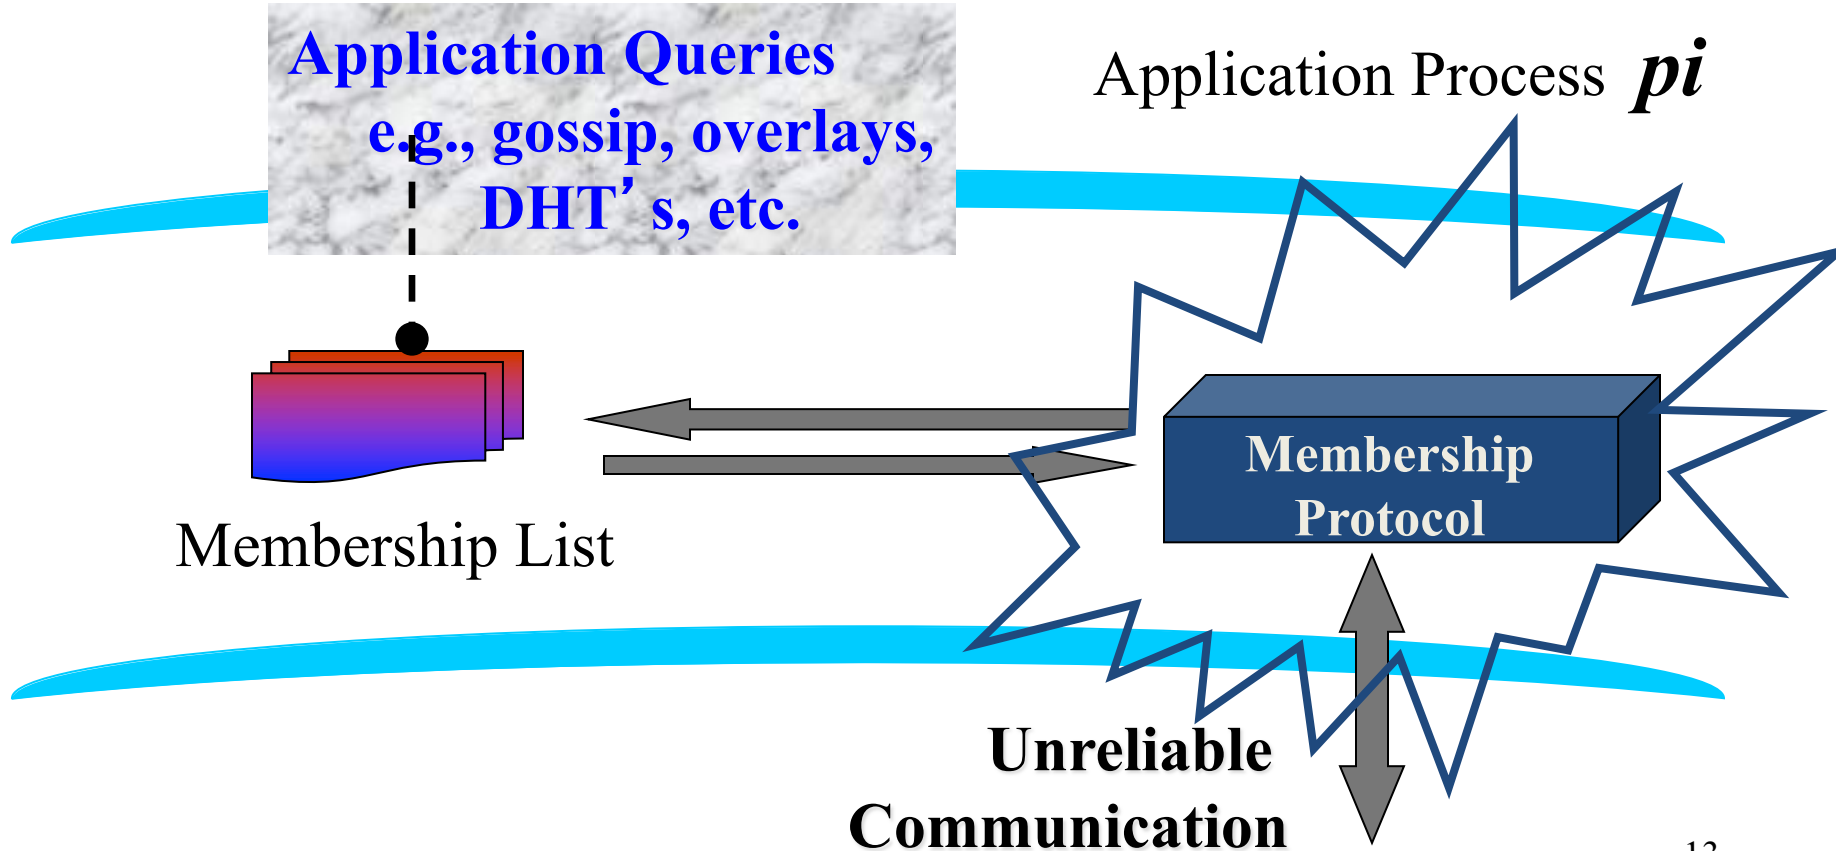 Application Queries
e.g., gossip, overlays,
DHT’s, etc.
Application Process pi
Membership
Protocol
Membership List
Unreliable
Communication